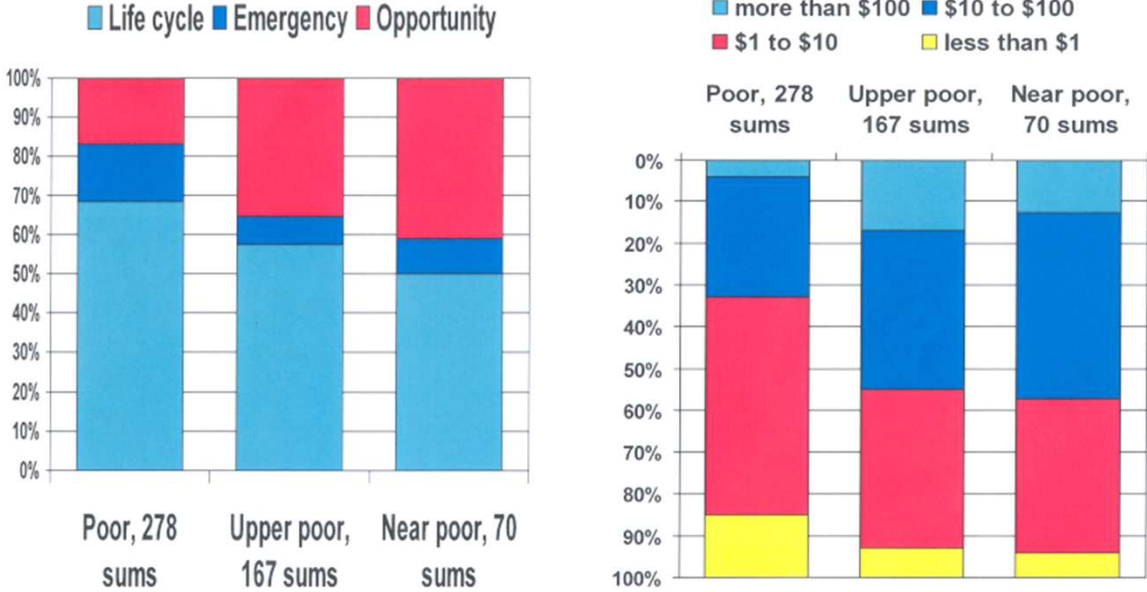 Life cycle Emergency Opportunity
100%
90%
80%
70%
60%
50%
40%
30%
20%
10%
0%
Poor, 278
sums
Upper poor,
167 sums
Near poor, 70
sums
more than $100 $10 to $100
$1 to $10 less than $1
Poor, 278
sums
Upper poor,
167 sums
Near poor,
70 sums
0%
10%
20%
30%
40%
50%
60%
70%
80%
90%
100%